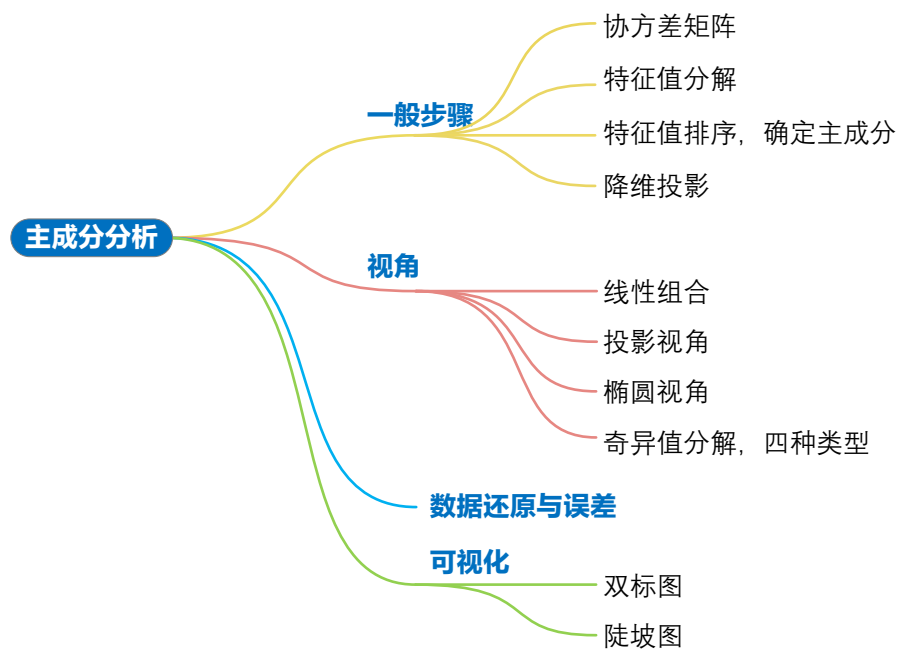 主成分分析
一般步骤
协方差矩阵
特征值分解
特征值排序，确定主成分
降维投影
视角
线性组合
投影视角
椭圆视角
奇异值分解，四种类型
数据还原与误差
可视化
双标图
陡坡图